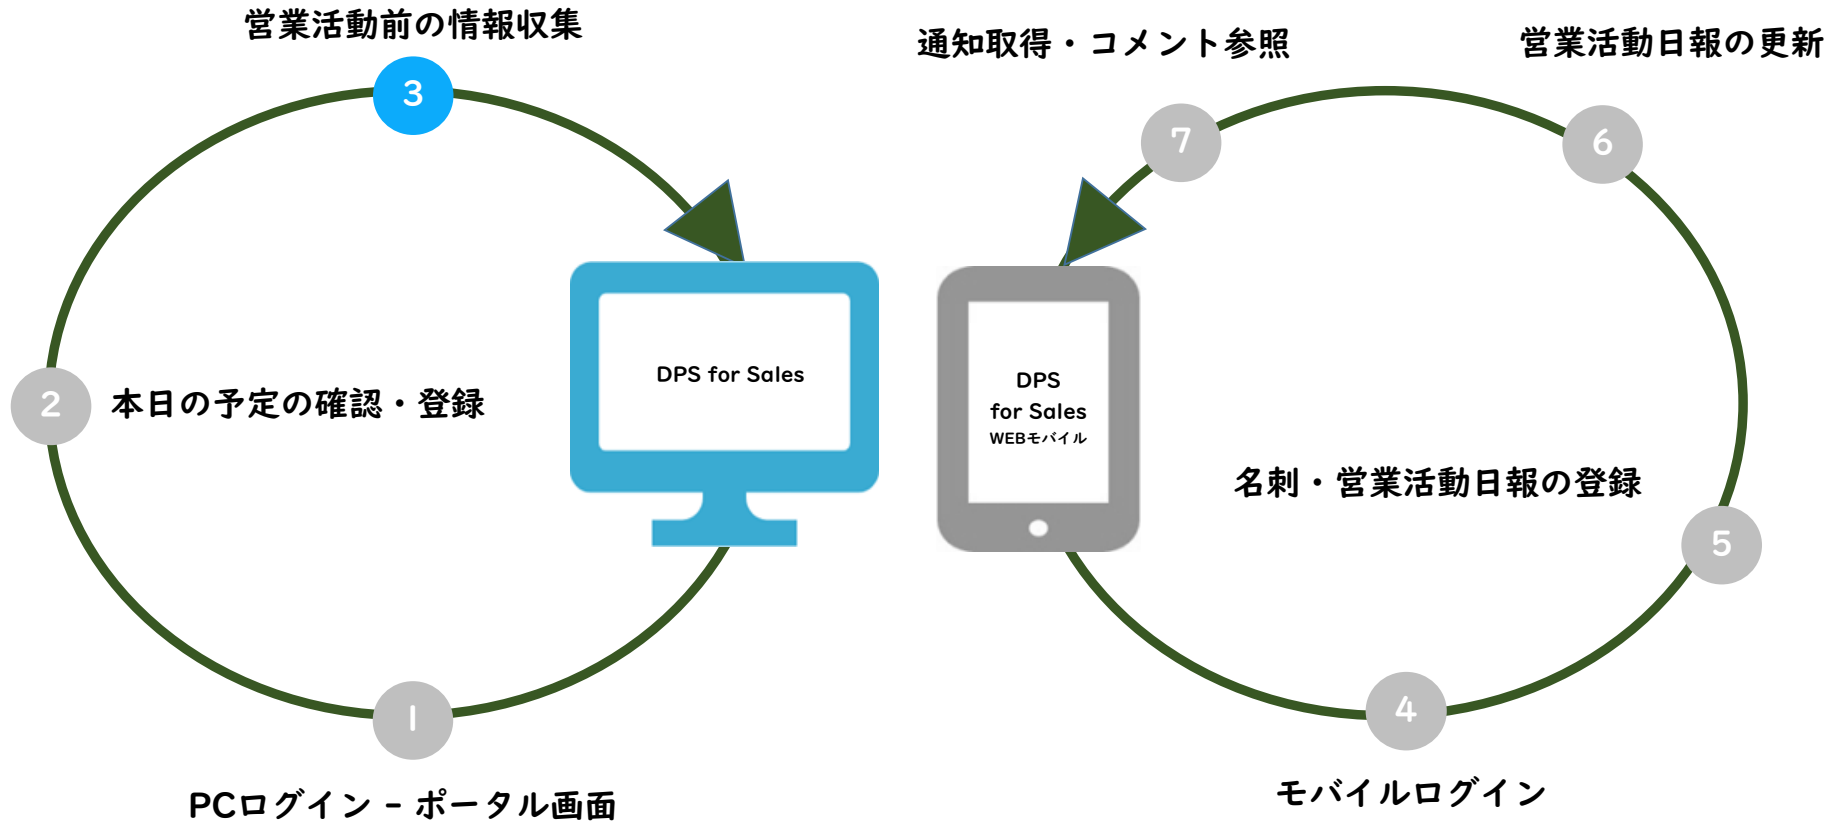 営業活動前の情報収集
通知取得・コメント参照
営業活動日報の更新
3
7
6
DPS for Sales
DPS
for Sales
WEBモバイル
2
本日の予定の確認・登録
名刺・営業活動日報の登録
5
1
4
PCログイン – ポータル画面
モバイルログイン